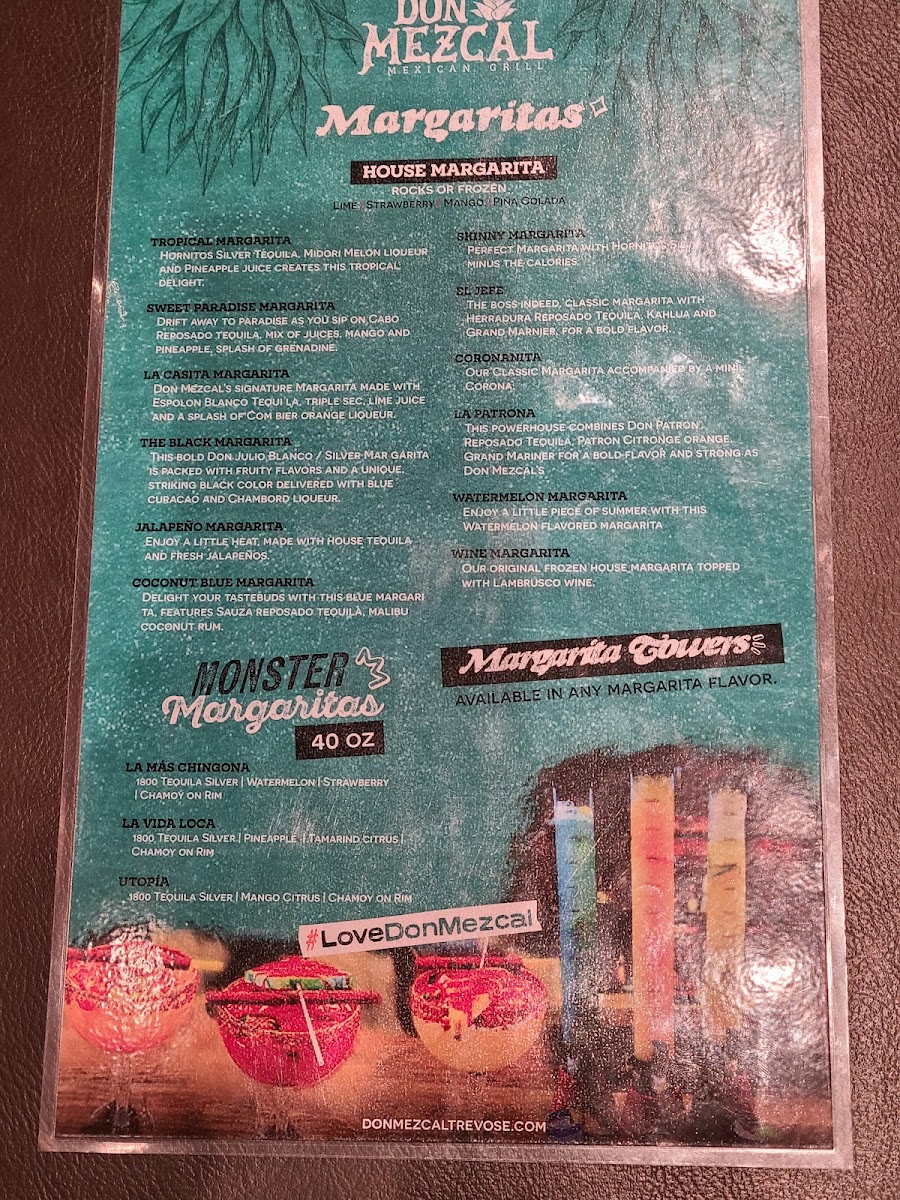 DON
MEZCAL
MEXICAN GRILL
Margaritas
HOUSE MARGARITA
ROCKS OR FROZEN
LIME / STRAWBERRY / MANGO / PIÑA COLADA
TROPICAL MARGARITA
HORNITOS SILVER TEQUILA, MIDORI MELON LIQUEUR
AND PINEAPPLE JUICE CREATES THIS TROPICAL
DELIGHT.
SWEET PARADISE MARGARITA
DRIFT AWAY TO PARADISE AS YOU SIP ON CABO
REPOSADO TEQUILA, MIX OF JUICES, MANGO AND
PINEAPPLE, SPLASH OF GRENADINE.
LA CASITA MARGARITA
DON MEZCAL'S SIGNATURE MARGARITA MADE WITH
ESPOLON BLANCO TEQUI LA, TRIPLE SEC, LIME JUICE
AND A SPLASH OF COM BIER ORANGE LIQUEUR.
THE BLACK MARGARITA
THIS BOLD DON JULIO BLANCO / SILVER MAR GARITA
IS PACKED WITH FRUITY FLAVORS AND A UNIQUE,
STRIKING BLACK COLOR DELIVERED WITH BLUE
CURACAO AND CHAMBORD LIQUEUR.
JALAPEÑO MARGARITA
ENJOY A LITTLE HEAT, MADE WITH HOUSE TEQUILA
AND FRESH JALAPEÑOS.
COCONUT BLUE MARGARITA
DELIGHT YOUR TASTEBUDS WITH THIS BLUE MARGARI
TA, FEATURES SAUZA REPOSADO TEQUILA, MALIBU
COCONUT RUM.
SKINNY MARGARITA
PERFECT MARGARITA WITH HORNITOS
MINUS THE CALORIES.
EL JEFE
THE BOSS INDEED, CLASSIC MARGARITA WITH
HERRADURA REPOSADO TEQUILA, KAHLUA AND
GRAND MARNIER, FOR A BOLD FLAVOR.
CORONANITA
OUR CLASSIC MARGARITA ACCOMPANIED BY A MINI
CORONA.
LA PATRONA
THIS POWERHOUSE COMBINES DON PATRON
REPOSADO TEQUILA, PATRON CITRONGE ORANGE,
GRAND MARINER FOR A BOLD FLAVOR AND STRONG AS
DON MEZCAL'S
WATERMELON MARGARITA
ENJOY A LITTLE PIECE OF SUMMER WITH THIS
WATERMELON FLAVORED MARGARITA
WINE MARGARITA
OUR ORIGINAL FROZEN HOUSE MARGARITA TOPPED
WITH LAMBRUSCO WINE.
MONSTER
Margaritas
40 OZ
LA MÁS CHINGONA
1800 TEQUILA SILVER | WATERMELON | STRAWBERRY
| CHAMOY ON RIM
LA VIDA LOCA
1800 TEQUILA SILVER | PINEAPPLE | TAMARIND CITRUS |
CHAMOY ON RIM
UTOPÍA
1800 TEQUILA SILVER | MANGO CITRUS | CHAMOY ON RIM
Margarita Towers
AVAILABLE IN ANY MARGARITA FLAVOR.
#LoveDonMezcal
DONMEZCALTREVOSE.COM